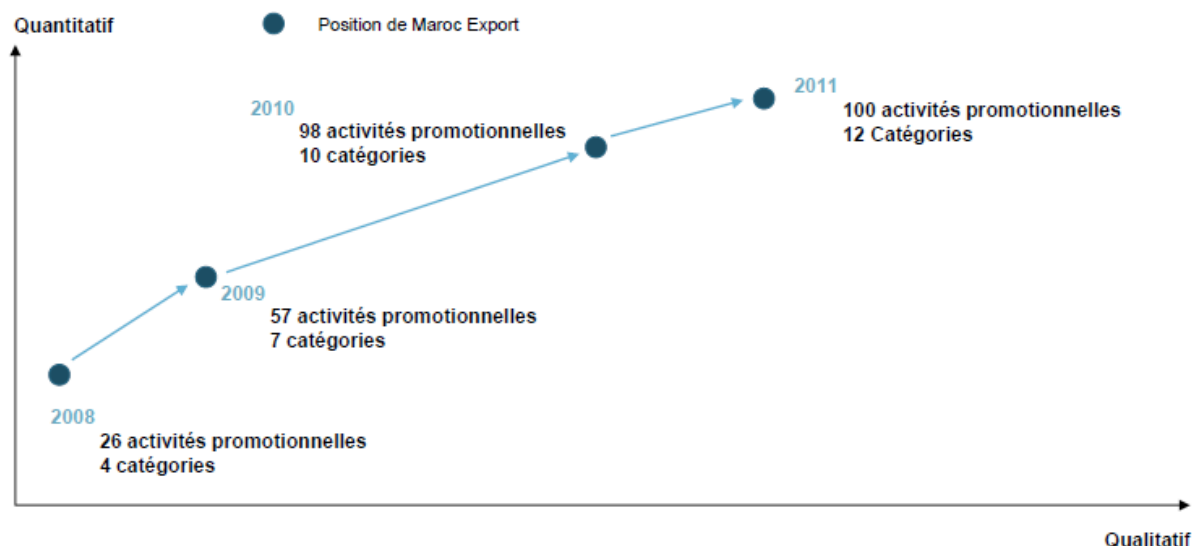 Quantitatif
Position de Maroc Export
2011
100 activités promotionnelles
12 Catégories
2010
98 activités promotionnelles
10 catégories
2009
57 activités promotionnelles
7 catégories
2008
26 activités promotionnelles
4 catégories
Qualitatif